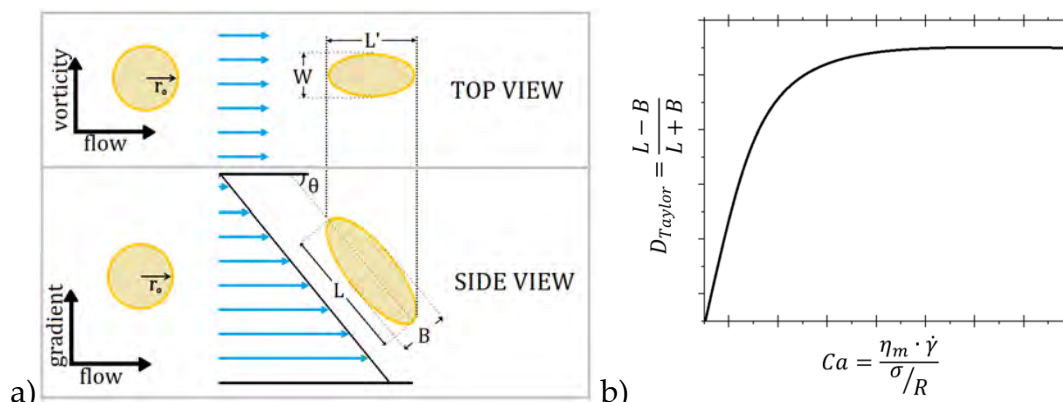 vorticity
r₀
flow
L'
W
TOP VIEW
θ
gradient
r₀
flow
L
B
SIDE VIEW
a)
D_Taylor = L − B / L + B
Ca = η_m · γ̇ / σ/R
b)